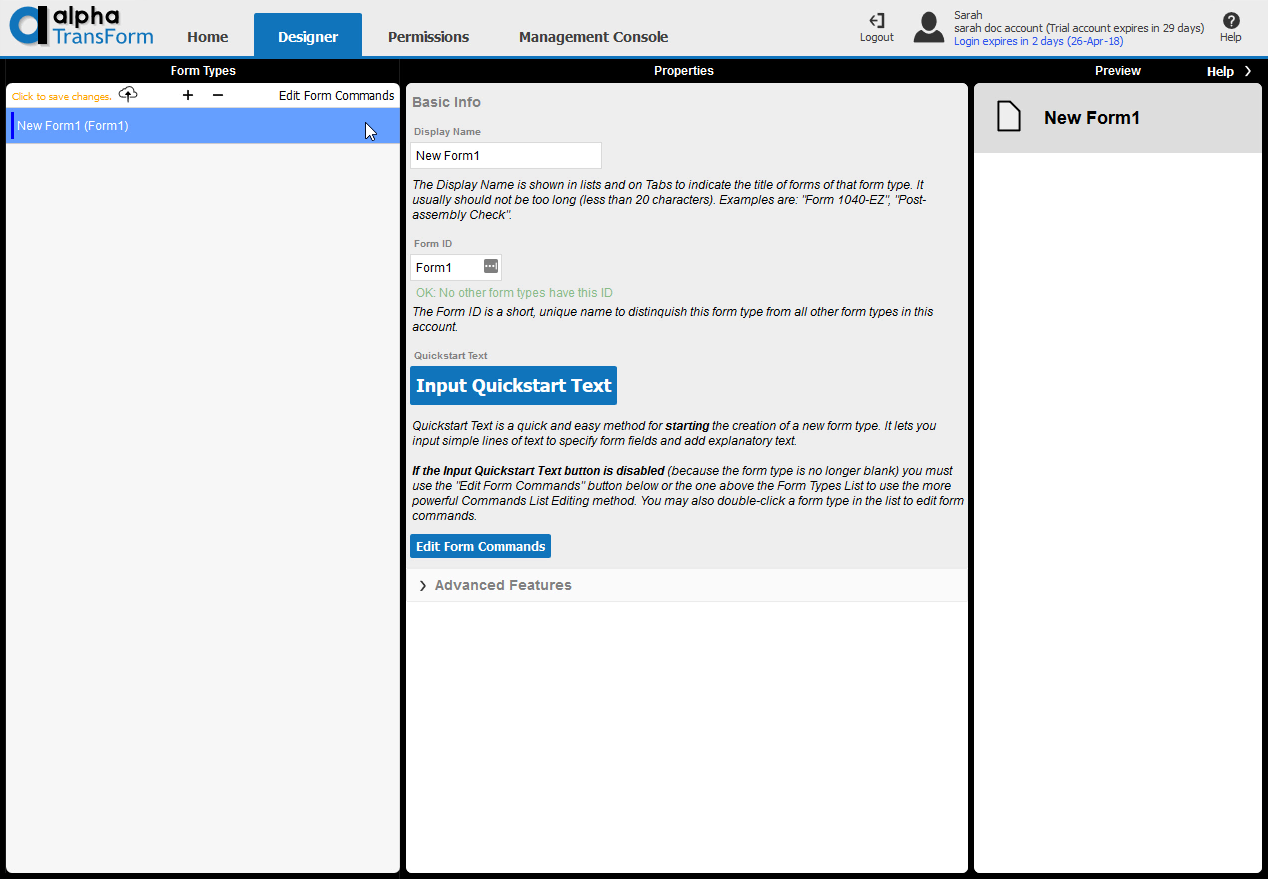 alpha
TransForm
Home
Designer
Permissions
Management Console
Logout
Sarah
sarah doc account (Trial account expires in 29 days)
Login expires in 2 days (26-Apr-18)
Help
Form Types
Properties
Preview
Help
Click to save changes.
Edit Form Commands
New Form1 (Form1)
Basic Info
Display Name
New Form1
The Display Name is shown in lists and on Tabs to indicate the title of forms of that form type. It
usually should not be too long (less than 20 characters). Examples are: "Form 1040-EZ", "Post-
assembly Check".
Form ID
Form1
OK: No other form types have this ID
The Form ID is a short, unique name to distinquish this form type from all other form types in this
account.
Quickstart Text
Input Quickstart Text
Quickstart Text is a quick and easy method for starting the creation of a new form type. It lets you
input simple lines of text to specify form fields and add explanatory text.
If the Input Quickstart Text button is disabled (because the form type is no longer blank) you must
use the "Edit Form Commands" button below or the one above the Form Types List to use the more
powerful Commands List Editing method. You may also double-click a form type in the list to edit form
commands.
Edit Form Commands
Advanced Features
New Form1